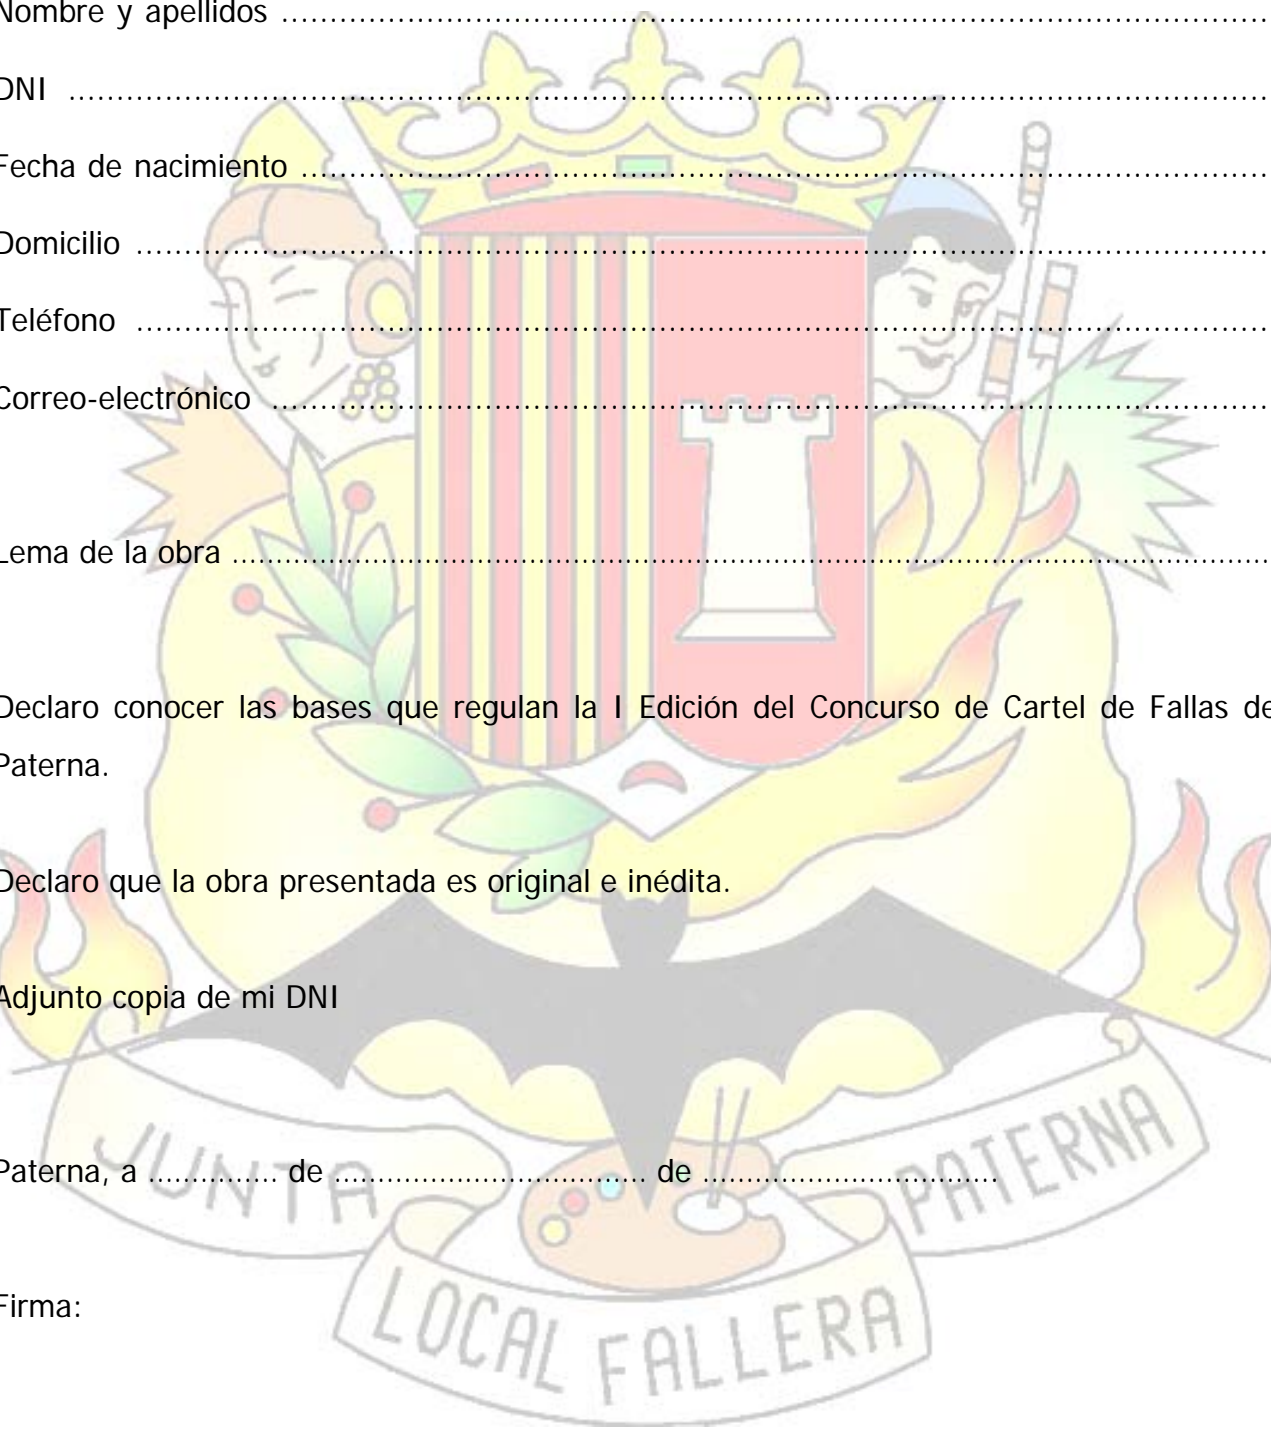 Nombre y apellidos ........................................................................................................
DNI ........................................................................................................
Fecha de nacimiento ........................................................................................................
Domicilio ........................................................................................................
Teléfono ........................................................................................................
Correo-electrónico ........................................................................................................
Lema de la obra ........................................................................................................
Declaro conocer las bases que regulan la I Edición del Concurso de Cartel de Fallas de
Paterna.
Declaro que la obra presentada es original e inédita.
Adjunto copia de mi DNI
Paterna, a .............. de .................................. de ................................
Firma:
JUNTA
LOCAL FALLERA
PATERNA